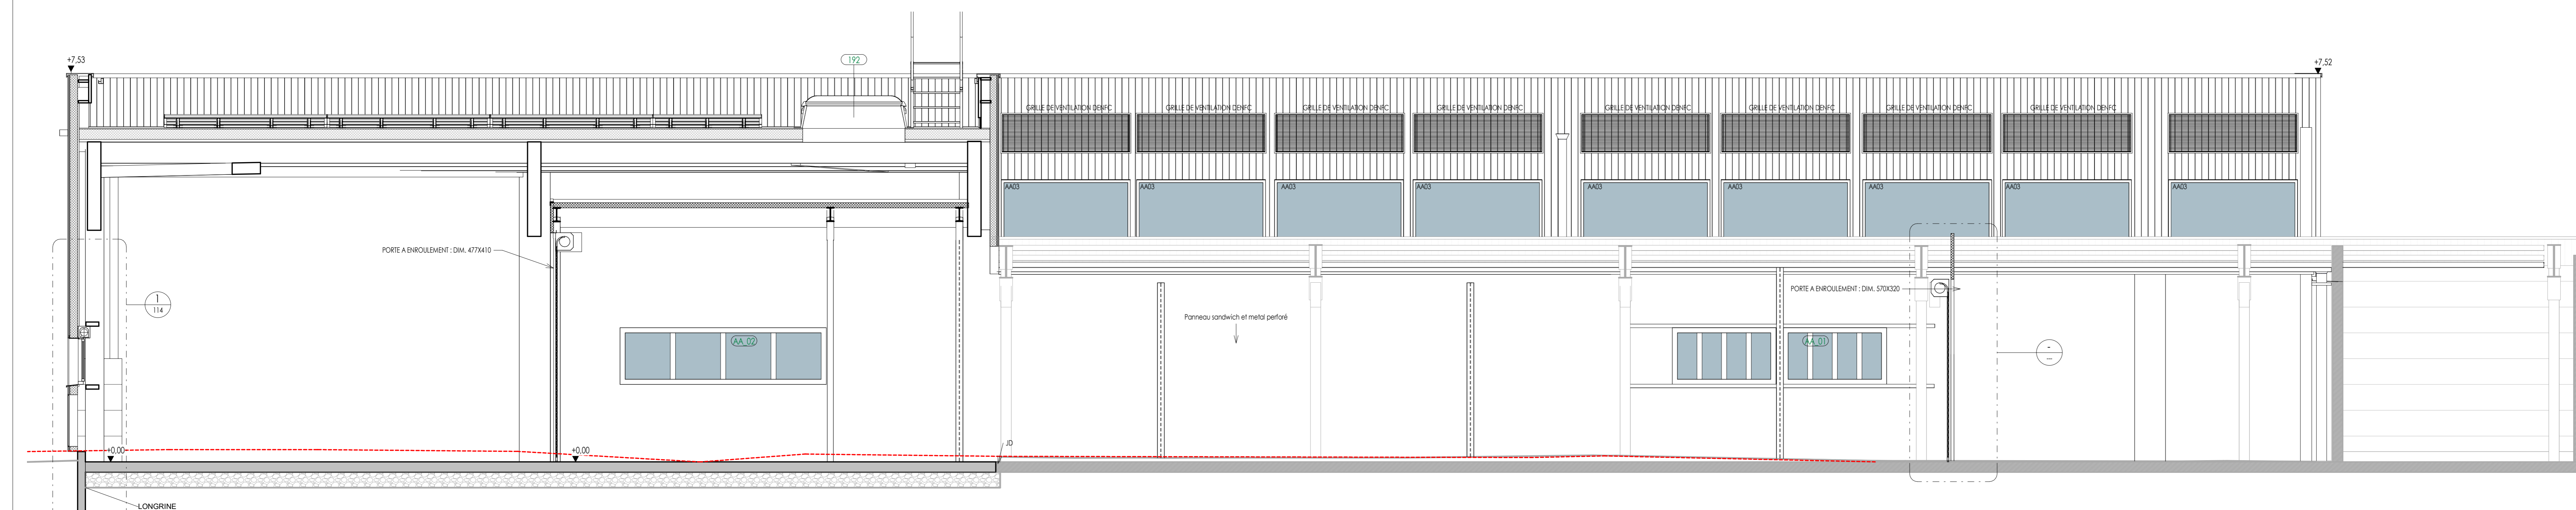 +7,53
192
+7,52
GRILLE DE VENTILATION DENFC
GRILLE DE VENTILATION DENFC
GRILLE DE VENTILATION DENFC
GRILLE DE VENTILATION DENFC
GRILLE DE VENTILATION DENFC
GRILLE DE VENTILATION DENFC
GRILLE DE VENTILATION DENFC
GRILLE DE VENTILATION DENFC
AA03
AA03
AA03
AA03
AA03
AA03
AA03
AA03
AA03
PORTE A ENROULEMENT : DIM. 477X410
PORTE A ENROULEMENT : DIM. 570X320
1
114
Panneau sandwich et métal perforé
AA_02
AA_01
-
---
JD
+0,00
+0,00
LONGRINE